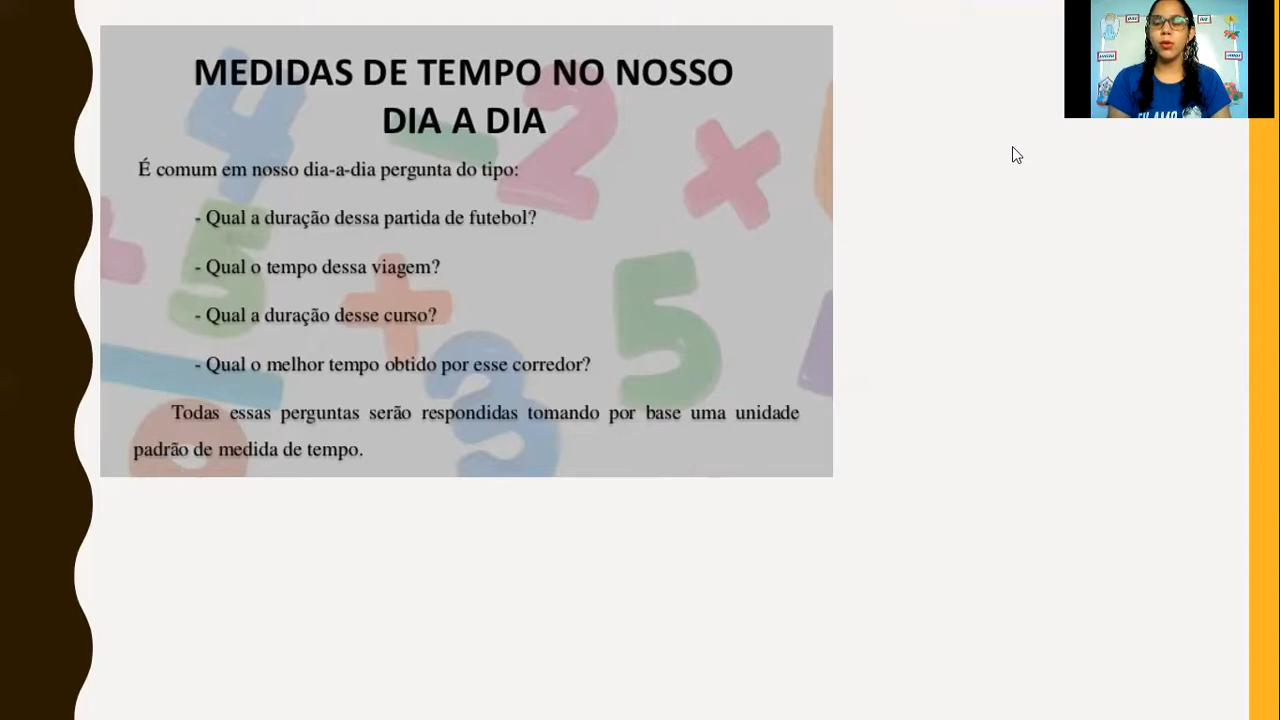 MEDIDAS DE TEMPO NO NOSSO
DIA A DIA
É comum em nosso dia-a-dia pergunta do tipo:
- Qual a duração dessa partida de futebol?
- Qual o tempo dessa viagem?
- Qual a duração desse curso?
- Qual o melhor tempo obtido por esse corredor?
Todas essas perguntas serão respondidas tomando por base uma unidade
padrão de medida de tempo.